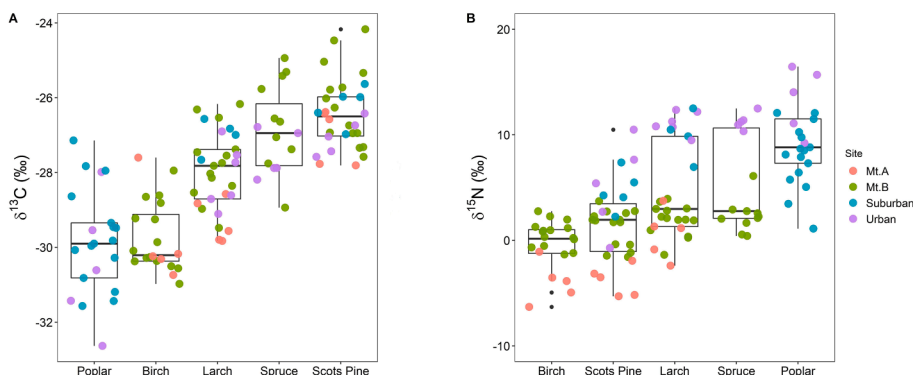 A
δ13C (‰)
-24
-26
-28
-30
-32
Poplar Birch Larch Spruce Scots Pine
B
δ15N (‰)
20
10
0
-10
Birch Scots Pine Larch Spruce Poplar
Site
Mt.A
Mt.B
Suburban
Urban